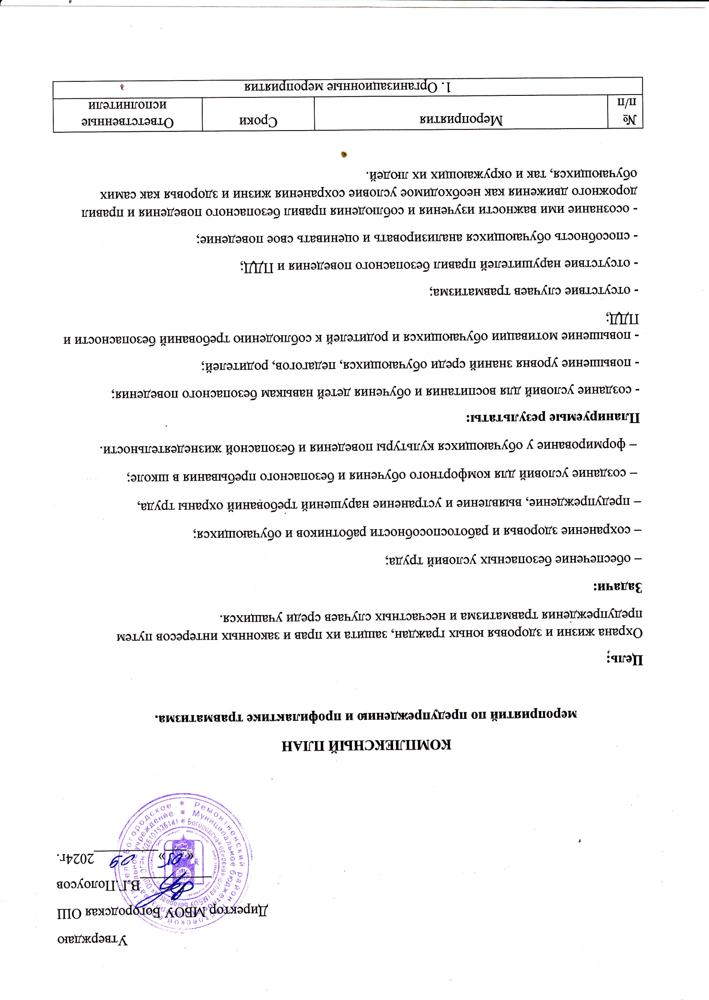 Утверждаю
Директор МБОУ Богородская ОШ
В.Г.Полоусов
«05» 09 2024г.
КОМПЛЕКСНЫЙ ПЛАН
мероприятий по предупреждению и профилактике травматизма.
Цель:
Охрана жизни и здоровья юных граждан, защита их прав и законных интересов путем
предупреждения травматизма и несчастных случаев среди учащихся.
Задачи:
– обеспечение безопасных условий труда;
– сохранение здоровья и работоспособности работников и обучающихся;
– предупреждение, выявление и устранение нарушений требований охраны труда,
– создание условий для комфортного обучения и безопасного пребывания в школе;
– формирование у обучающихся культуры поведения и безопасной жизнедеятельности.
Планируемые результаты:
- создание условий для воспитания и обучения детей навыкам безопасного поведения;
- повышение уровня знаний среди обучающихся, педагогов, родителей;
- повышение мотивации обучающихся и родителей к соблюдению требований безопасности и
ПДД;
- отсутствие случаев травматизма;
- отсутствие нарушителей правил безопасного поведения и ПДД;
- способность обучающихся анализировать и оценивать свое поведение;
- осознание ими важности изучения и соблюдения правил безопасного поведения и правил
дорожного движения как необходимое условие сохранения жизни и здоровья как самих
обучающихся, так и окружающих их людей.
№ п/п Мероприятия Сроки Ответственные исполнители
1. Организационные мероприятия
Ремонтненский район Ростовской село Богородское *
Муниципальное бюджетное учреждение *
Богородская основная школа (МБОУ Богородская ОШ) ОГРН 1026101536141 *